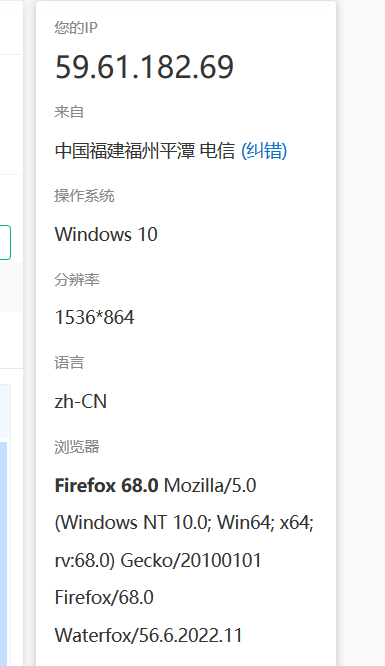 您的IP
59.61.182.69
来自
中国福建福州平潭 电信 (纠错)
操作系统
Windows 10
分辨率
1536*864
语言
zh-CN
浏览器
Firefox 68.0 Mozilla/5.0
(Windows NT 10.0; Win64; x64;
rv:68.0) Gecko/20100101
Firefox/68.0
Waterfox/56.6.2022.11